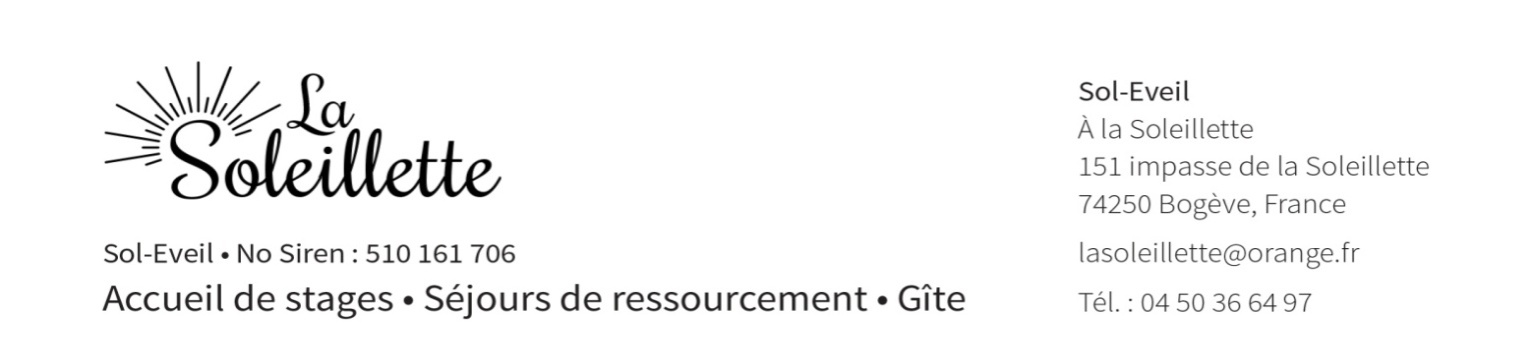 La
Soleillette
Sol-Eveil • No Siren : 510 161 706
Accueil de stages • Séjours de ressourcement • Gîte
Sol-Eveil
À la Soleillette
151 impasse de la Soleillette
74250 Bogève, France
lasoleillette@orange.fr
Tél. : 04 50 36 64 97